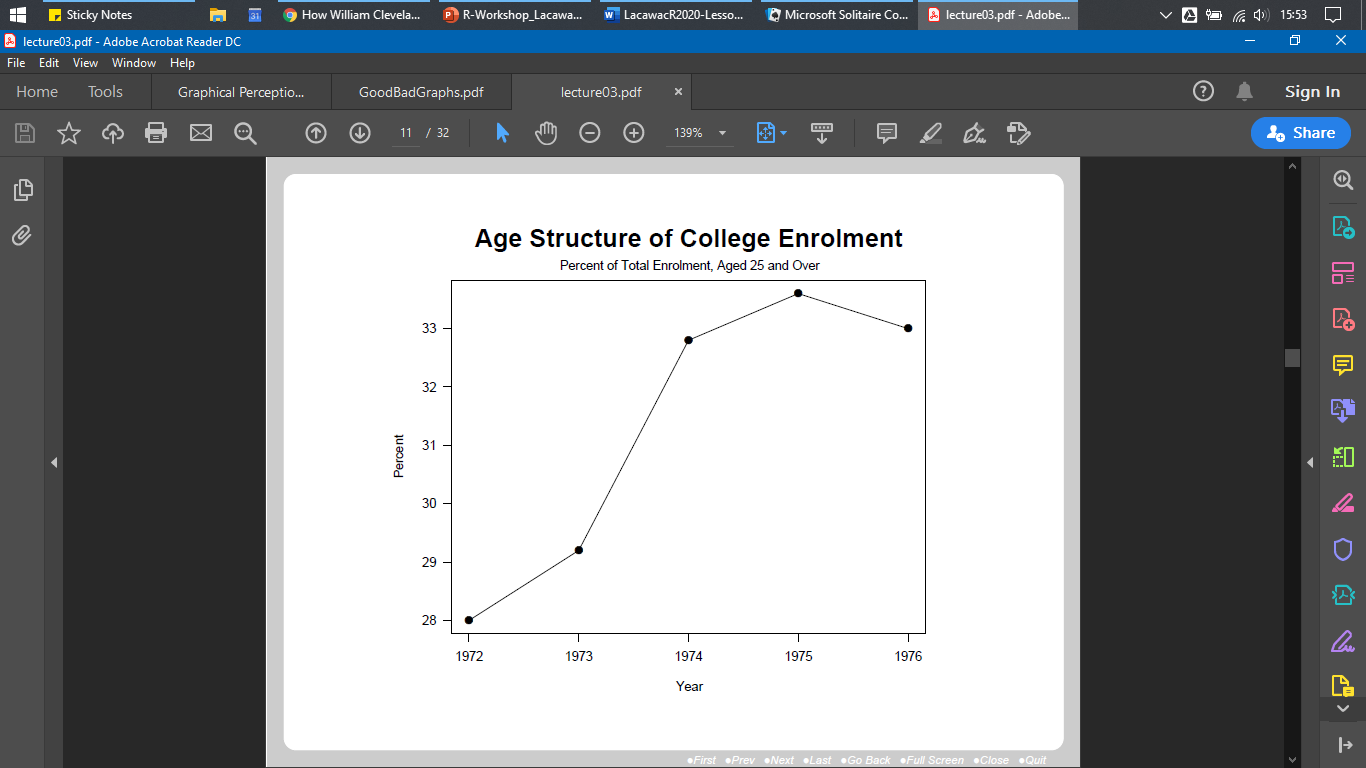 Sticky Notes
31
How William Clevela...
R-Workshop_Lacawa...
LacawacR2020-Lesso...
Microsoft Solitaire Co...
lecture03.pdf - Adobe...
15:53
lecture03.pdf - Adobe Acrobat Reader DC
File Edit View Window Help
Home Tools Graphical Perceptio... GoodBadGraphs.pdf lecture03.pdf × Sign In
11 / 32 139% Share
Age Structure of College Enrolment
Percent of Total Enrolment, Aged 25 and Over
33
32
31
Percent
30
29
28
1972 1973 1974 1975 1976
Year
●First ●Prev ●Next ●Last ●Go Back ●Full Screen ●Close ●Quit